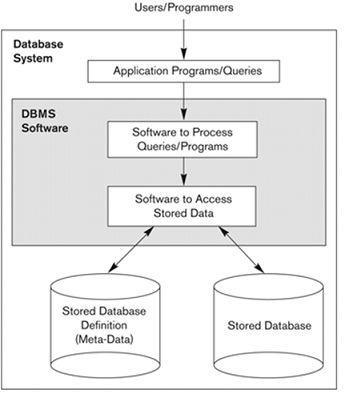 Users/Programmers
Database
System
Application Programs/Queries
DBMS
Software
Software to Process
Queries/Programs
Software to Access
Stored Data
Stored Database
Definition
(Meta-Data)
Stored Database